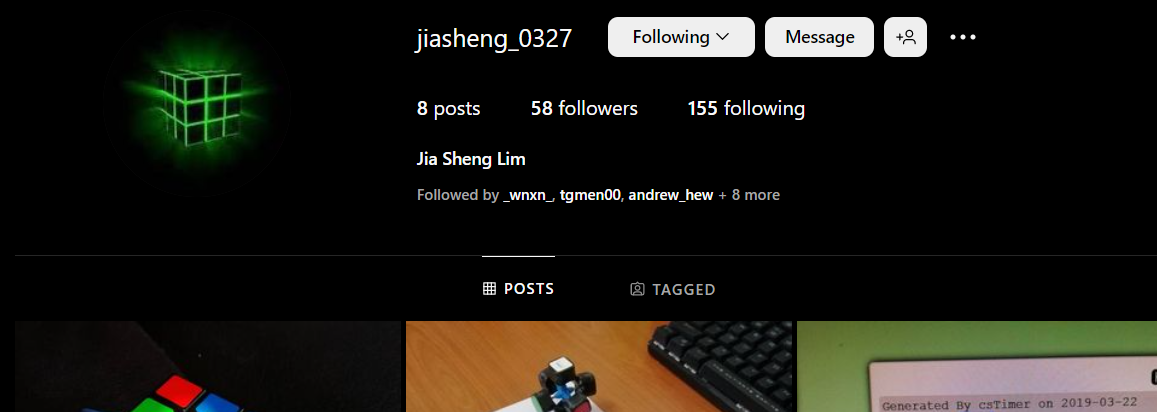 jiasheng_0327 Following Message
8 posts 58 followers 155 following
Jia Sheng Lim
Followed by _wnxn_, tgmen00, andrew_hew + 8 more
POSTS TAGGED
Generated By csTimer on 2019-03-22